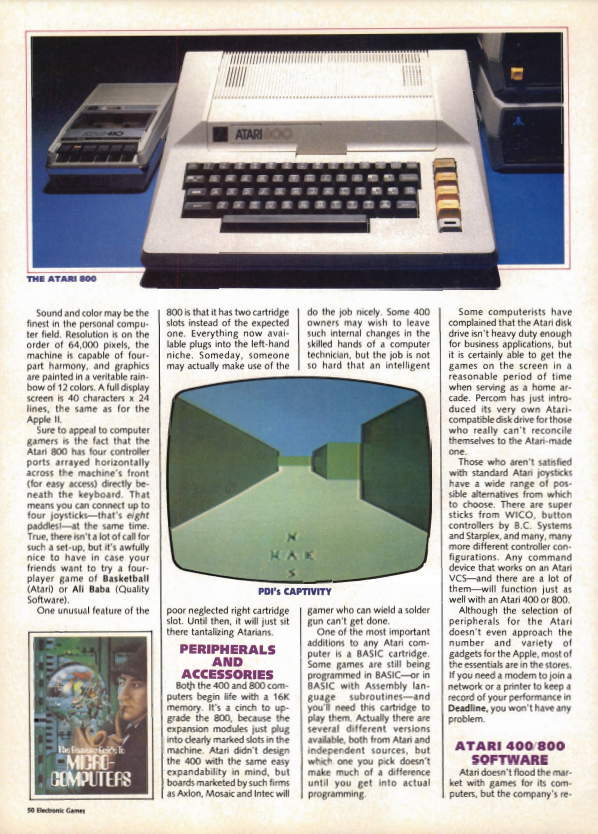 ATARI 410
ATARI 800
THE ATARI 800
Sound and color may be the
finest in the personal compu-
ter field. Resolution is on the
order of 64,000 pixels, the
machine is capable of four-
part harmony, and graphics
are painted in a veritable rain-
bow of 12 colors. A full display
screen is 40 characters x 24
lines, the same as for the
Apple II.
Sure to appeal to computer
gamers is the fact that the
Atari 800 has four controller
ports arrayed horizontally
across the machine's front
(for easy access) directly be-
neath the keyboard. That
means you can connect up to
four joysticks—that's eight
paddles!—at the same time.
True, there isn't a lot of call for
such a set-up, but it's awfully
nice to have in case your
friends want to try a four-
player game of Basketball
(Atari) or Ali Baba (Quality
Software).
One unusual feature of the
The Gamer's Guide To
MICRO-
COMPUTERS
800 is that it has two cartridge
slots instead of the expected
one. Everything now avai-
lable plugs into the left-hand
niche. Someday, someone
may actually make use of the
N
W A K E
S
PDI's CAPTIVITY
poor neglected right cartridge
slot. Until then, it will just sit
there tantalizing Atarians.
PERIPHERALS
AND
ACCESSORIES
Both the 400 and 800 com-
puters begin life with a 16K
memory. It's a cinch to up-
grade the 800, because the
expansion modules just plug
into clearly marked slots in the
machine. Atari didn't design
the 400 with the same easy
expandability in mind, but
boards marketed by such firms
as Axlon, Mosaic and Intec will
do the job nicely. Some 400
owners may wish to leave
such internal changes in the
skilled hands of a computer
technician, but the job is not
so hard that an intelligent
gamer who can wield a solder
gun can't get done.
One of the most important
additions to any Atari com-
puter is a BASIC cartridge.
Some games are still being
programmed in BASIC—or in
BASIC with Assembly lan-
guage subroutines—and
you'll need this cartridge to
play them. Actually there are
several different versions
available, both from Atari and
independent sources, but
which one you pick doesn't
make much of a difference
until you get into actual
programming.
Some computerists have
complained that the Atari disk
drive isn't heavy duty enough
for business applications, but
it is certainly able to get the
games on the screen in a
reasonable period of time
when serving as a home ar-
cade. Percom has just intro-
duced its very own Atari-
compatible disk drive for those
who really can't reconcile
themselves to the Atari-made
one.
Those who aren't satisfied
with standard Atari joysticks
have a wide range of pos-
sible alternatives from which
to choose. There are super
sticks from WICO, button
controllers by B.C. Systems
and Starplex, and many, many
more different controller con-
figurations. Any command
device that works on an Atari
VCS—and there are a lot of
them—will function just as
well with an Atari 400 or 800.
Although the selection of
peripherals for the Atari
doesn't even approach the
number and variety of
gadgets for the Apple, most of
the essentials are in the stores.
If you need a modem to join a
network or a printer to keep a
record of your performance in
Deadline, you won't have any
problem.
ATARI 400/800
SOFTWARE
Atari doesn't flood the mar-
ket with games for its com-
puters, but the company's re-
50 Electronic Games